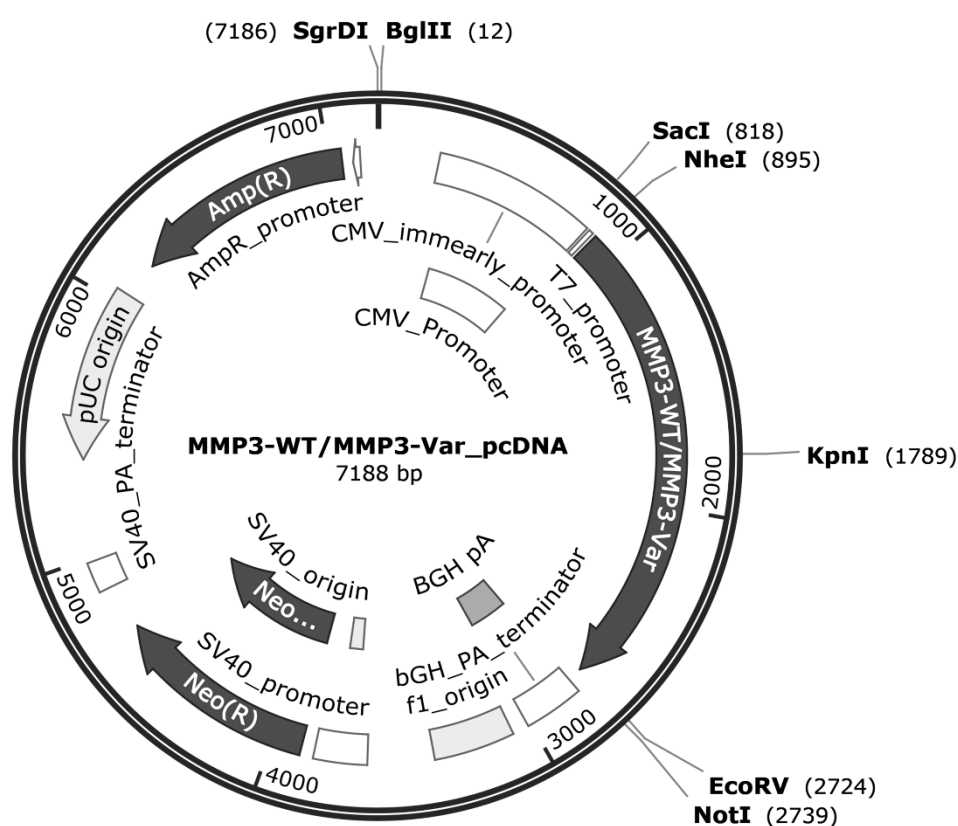 (7186) SgrDI BglII (12)
SacI (818)
NheI (895)
7000
1000
Amp(R)
AmpR_promoter
CMV_immearly_promoter
T7_promoter
CMV_Promoter
6000
pUC origin
SV40_PA_terminator
MMP3-WT/MMP3-Var
KpnI (1789)
MMP3-WT/MMP3-Var_pcDNA
7188 bp
2000
SV40_origin
BGH pA
5000
Neo...
bGH_PA_terminator
SV40_promoter
f1_origin
Neo(R)
3000
4000
EcoRV (2724)
NotI (2739)